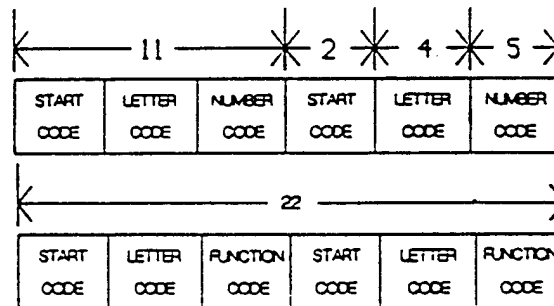 11 2 4 5
START LETTER NUMBER START LETTER NUMBER
CODE CODE CODE CODE CODE CODE
22
START LETTER FUNCTION START LETTER FUNCTION
CODE CODE CODE CODE CODE CODE